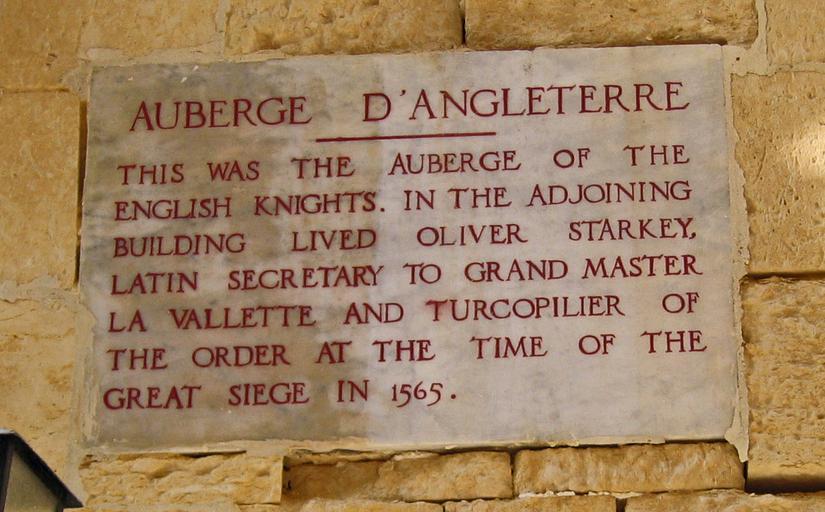 AUBERGE D'ANGLETERRE
THIS WAS THE AUBERGE OF THE
ENGLISH KNIGHTS. IN THE ADJOINING
BUILDING LIVED OLIVER STARKEY,
LATIN SECRETARY TO GRAND MASTER
LA VALLETTE AND TURCOPILIER OF
THE ORDER AT THE TIME OF THE
GREAT SIEGE IN 1565.